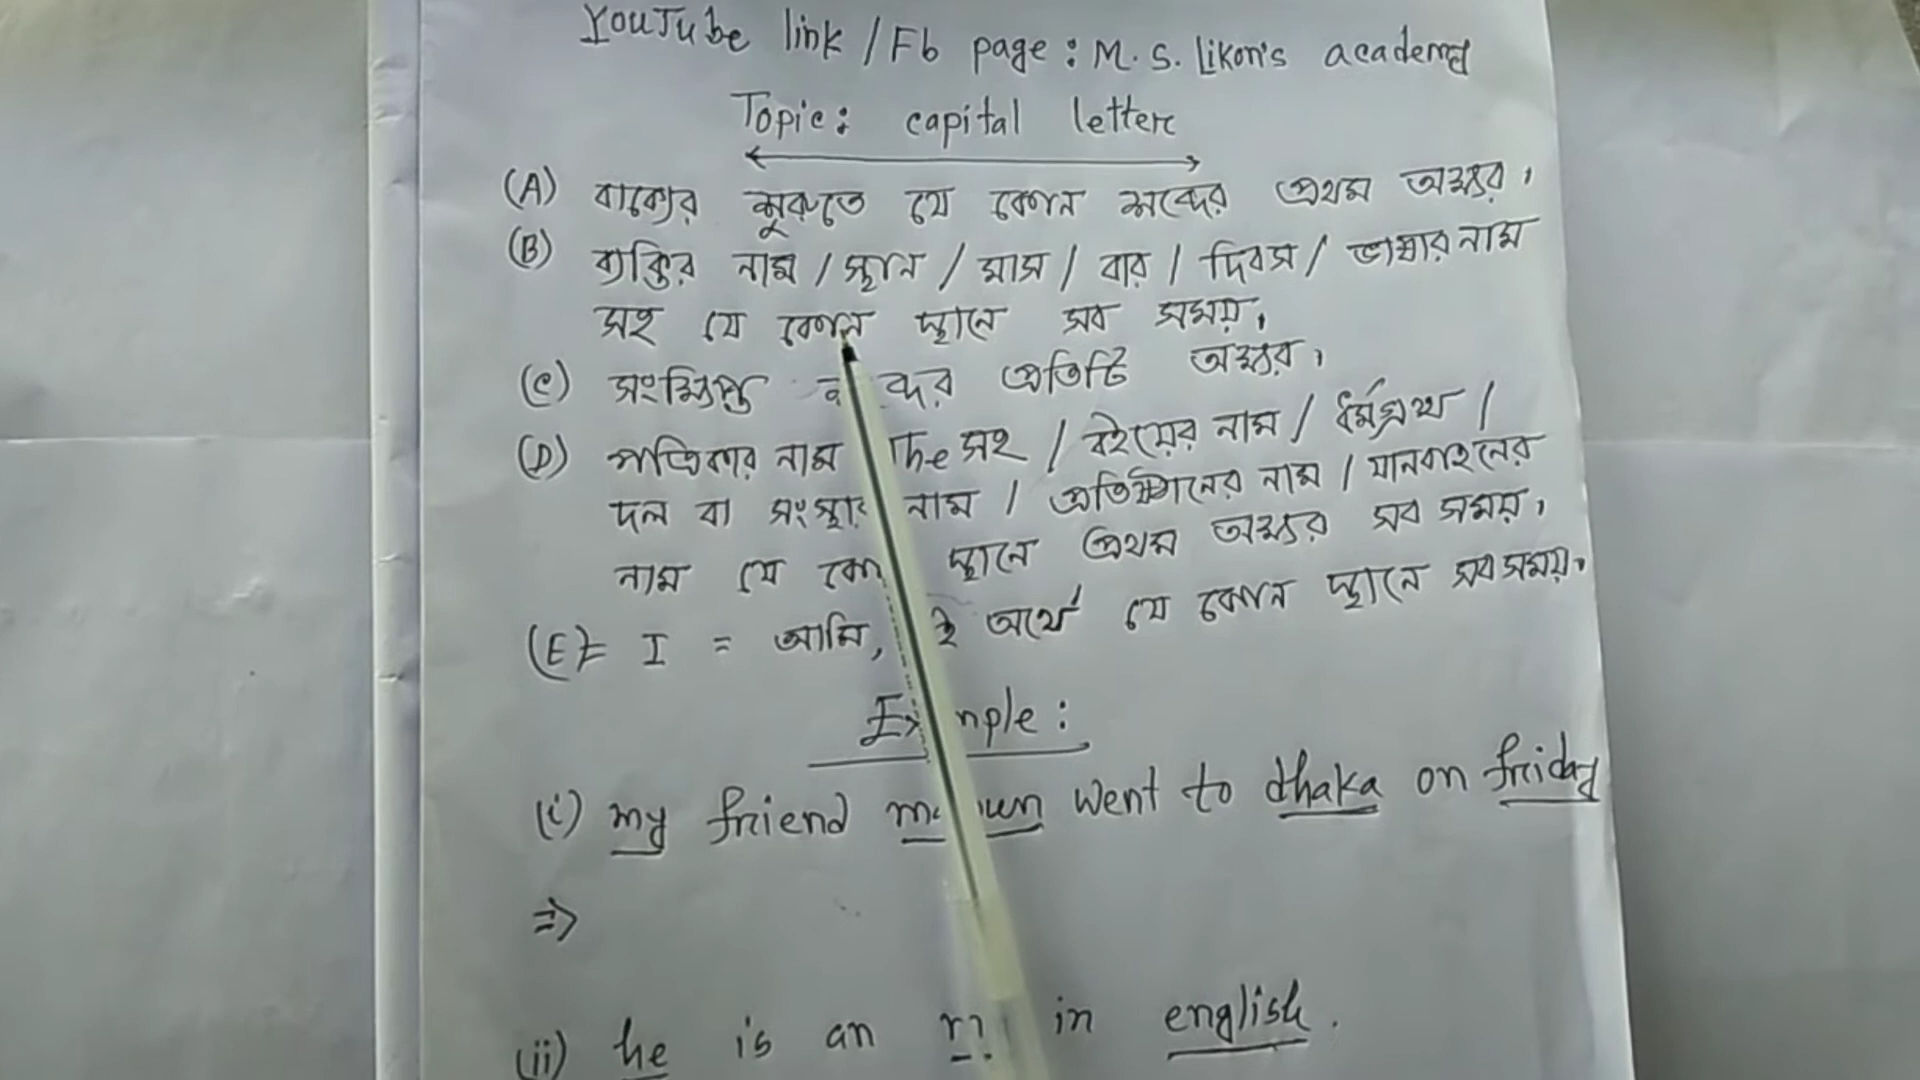 YouTube link / Fb page : M. S. Likon's academy
Topic : capital letter
(A) বাক্যের শুরুতে যে কোন শব্দের প্রথম অক্ষর।
(B) ব্যক্তির নাম / স্থান / মাস / বার / দিবস / ভাষার নাম
সহ যে কোন স্থানে সব সময়।
(C) সংক্ষিপ্ত প্রতিটি অক্ষর।
(D) পত্রিকার নাম The সহ / বইয়ের নাম / ধর্মগ্রন্থ /
দল বা সংস্থার নাম / প্রতিষ্ঠানের নাম / যানবাহনের
নাম যে স্থানে প্রথম অক্ষর সব সময়।
(E) = I = আমি, অর্থে যে কোন স্থানে সব সময়।
Example :
(i) my friend went to dhaka on friday
⇒
(ii) he is an in english.